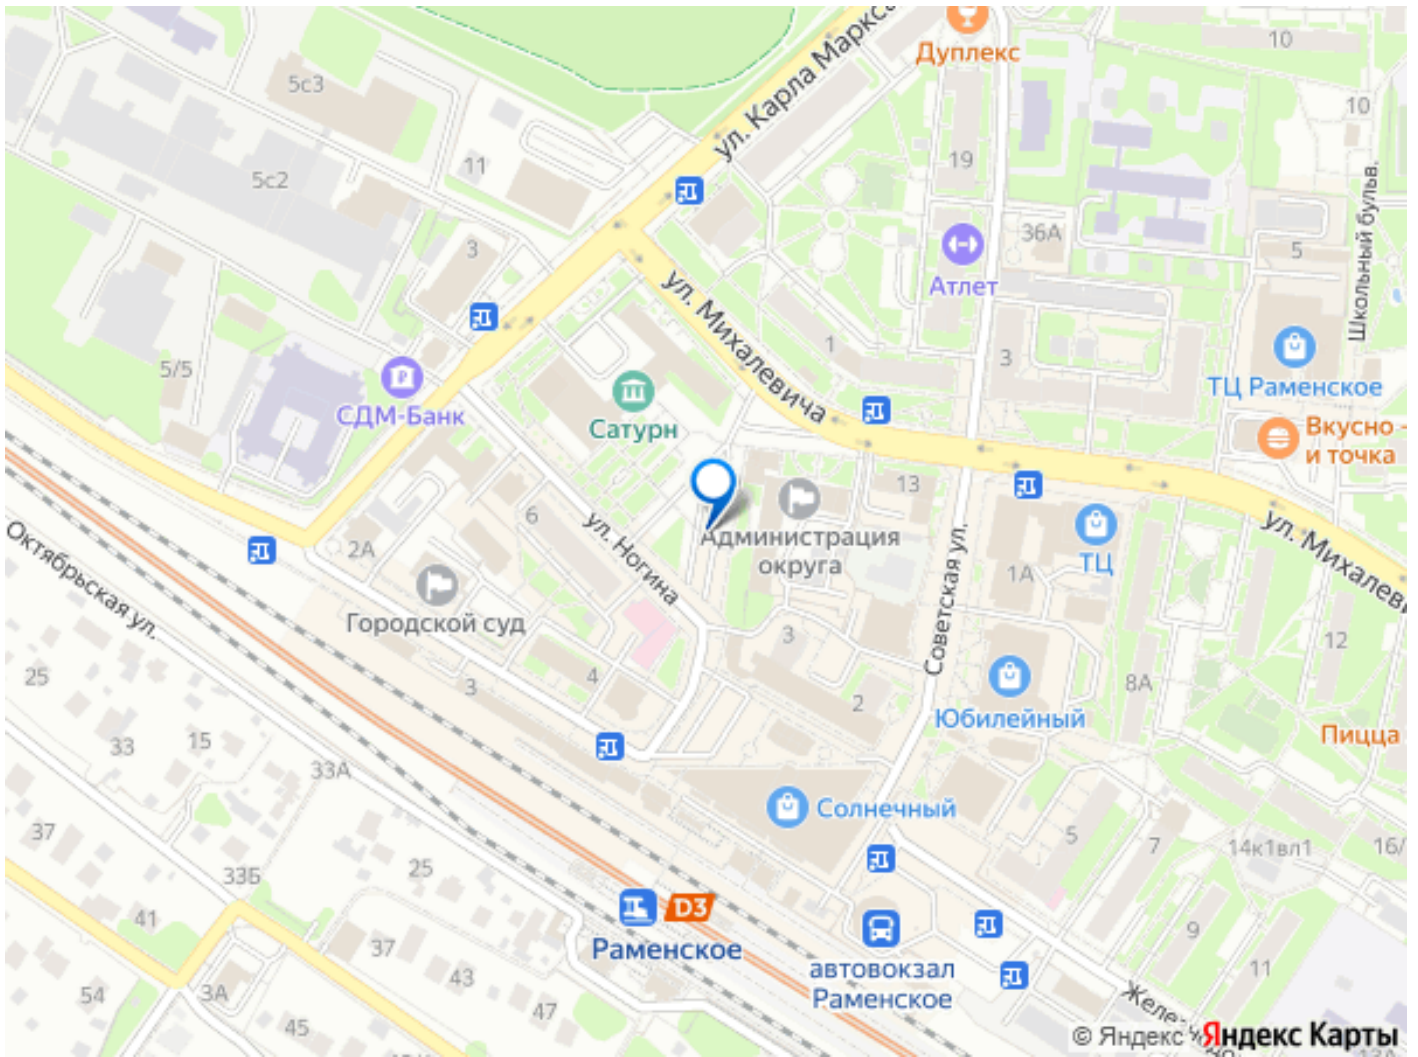 Дуплекс
ул. Карла Маркса
10
5с3
10
11
19
5с2
Школьный бульв.
36А
3
5
Атлет
ул. Михалевича
1
3
5/5
ТЦ Раменское
СДМ-Банк
Сатурн
Вкусно -
и точка
13
6
ул. Ногина
Администрация
округа
ТЦ
ул. Михалеви
Октябрьская ул.
2А
1А
Советская ул.
Городской суд
3
12
25
3
4
8А
2
Юбилейный
33
15
Пицца
33А
Солнечный
37
5
7
14к1вл1
16/
25
33Б
41
D3
37
Раменское
9
43
автовокзал
Раменское
11
54
3А
47
45
Железно
© Яндекс
Яндекс Карты